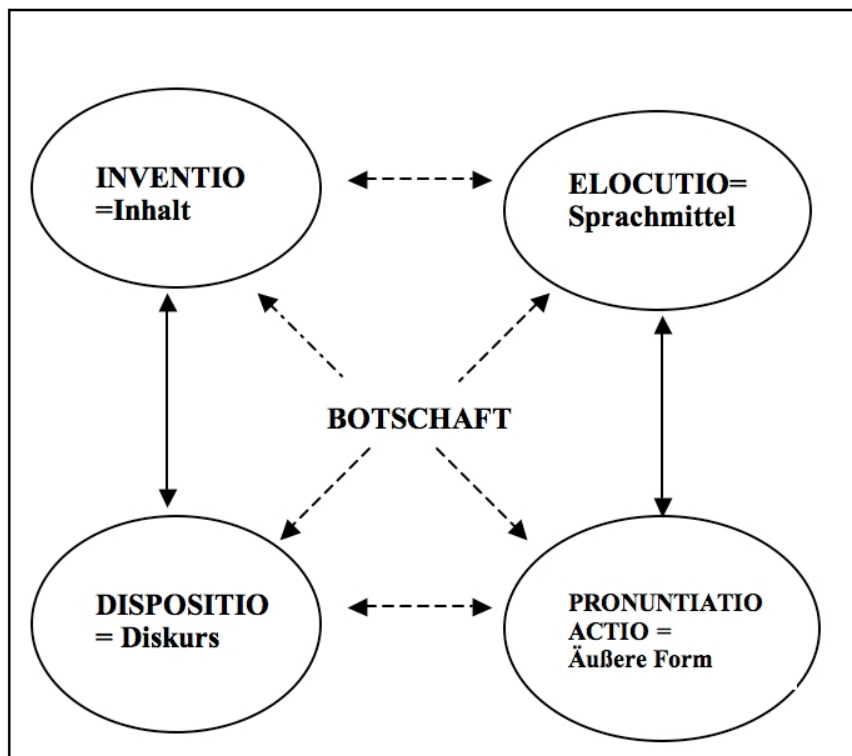 INVENTIO
=Inhalt
ELOCUTIO=
Sprachmittel
BOTSCHAFT
DISPOSITIO
= Diskurs
PRONUNTIATIO
ACTIO =
Äußere Form